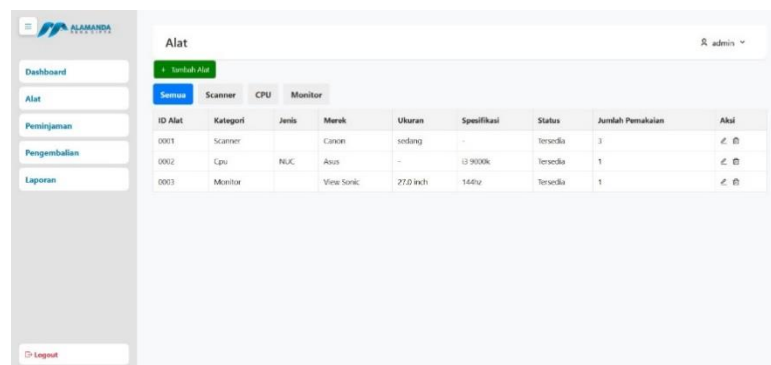 ALAMANDA
Alat
admin
Dashboard
+ Tambah Alat
Alat
Semua Scanner CPU Monitor
Peminjaman
ID Alat Kategori Jenis Merek Ukuran Spesifikasi Status Jumlah Pemakaian Aksi
0001 Scanner Canon sedang - Tersedia 3
Pengembalian
0002 Cpu NUC Asus - i3 9000k Tersedia 1
Laporan
0003 Monitor View Sonic 27.0 inch 144hz Tersedia 1
Logout